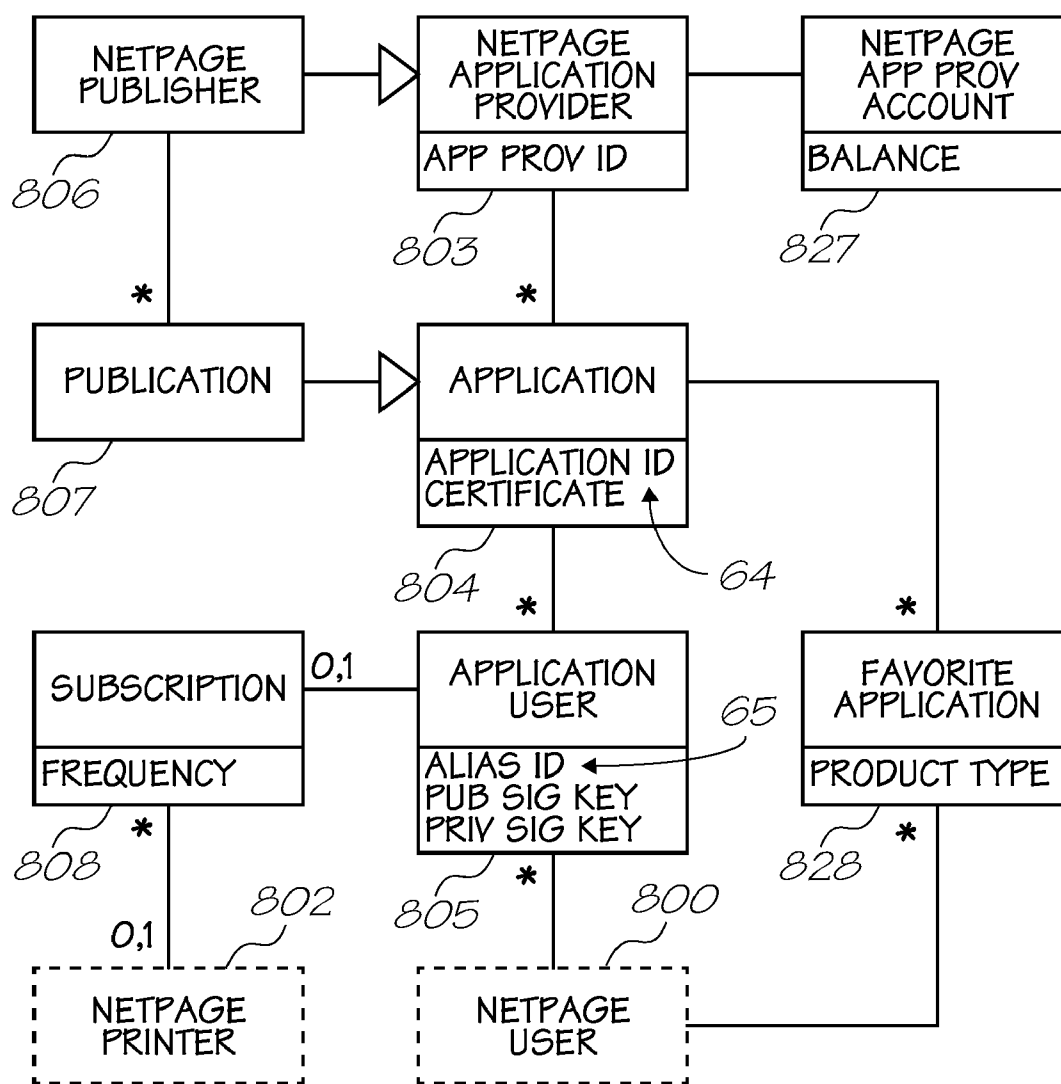 NETPAGE
PUBLISHER
806
*
NETPAGE
APPLICATION
PROVIDER
APP PROV ID
803
*
NETPAGE
APP PROV
ACCOUNT
BALANCE
827
PUBLICATION
807
APPLICATION
APPLICATION ID
CERTIFICATE
64
804
*
*
SUBSCRIPTION
FREQUENCY
808
*
0,1
APPLICATION
USER
ALIAS ID
PUB SIG KEY
PRIV SIG KEY
65
805
*
FAVORITE
APPLICATION
PRODUCT TYPE
828
*
802
0,1
NETPAGE
PRINTER
800
NETPAGE
USER